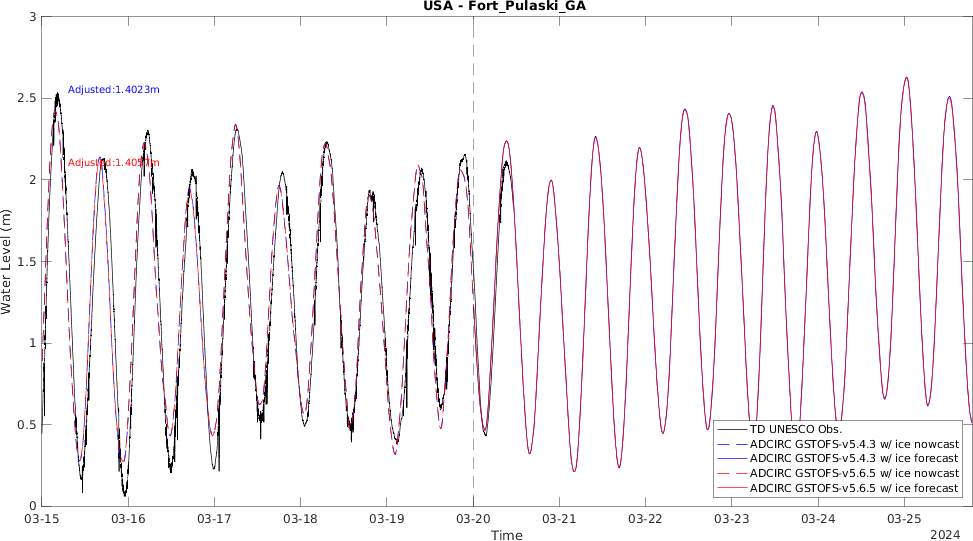 USA - Fort_Pulaski_GA
3
2.5
2
1.5
1
0.5
0
Water Level (m)
Adjusted:1.4023m
03-15
03-16
03-17
03-18
03-19
03-20
03-21
03-22
03-23
03-24
03-25
Time
2024
TD UNESCO Obs.
ADCIRC GSTOFS-v5.4.3 w/ ice nowcast
ADCIRC GSTOFS-v5.4.3 w/ ice forecast
ADCIRC GSTOFS-v5.6.5 w/ ice nowcast
ADCIRC GSTOFS-v5.6.5 w/ ice forecast